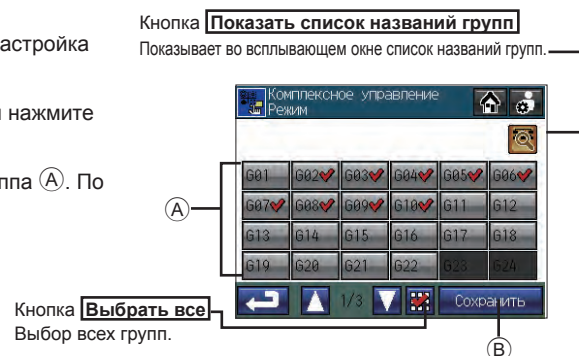 Кнопка Показать список названий групп
Показывает во всплывающем окне список названий групп.
астройка
нажмите
ппа Ⓐ. По
Комплексное управление
Режим
G01 G02 G03 G04 G05 G06
G07 G08 G09 G10 G11 G12
G13 G14 G15 G16 G17 G18
G19 G20 G21 G22 G23 G24
Ⓐ
1/3 Сохранить
Кнопка Выбрать все
Выбор всех групп.
Ⓑ